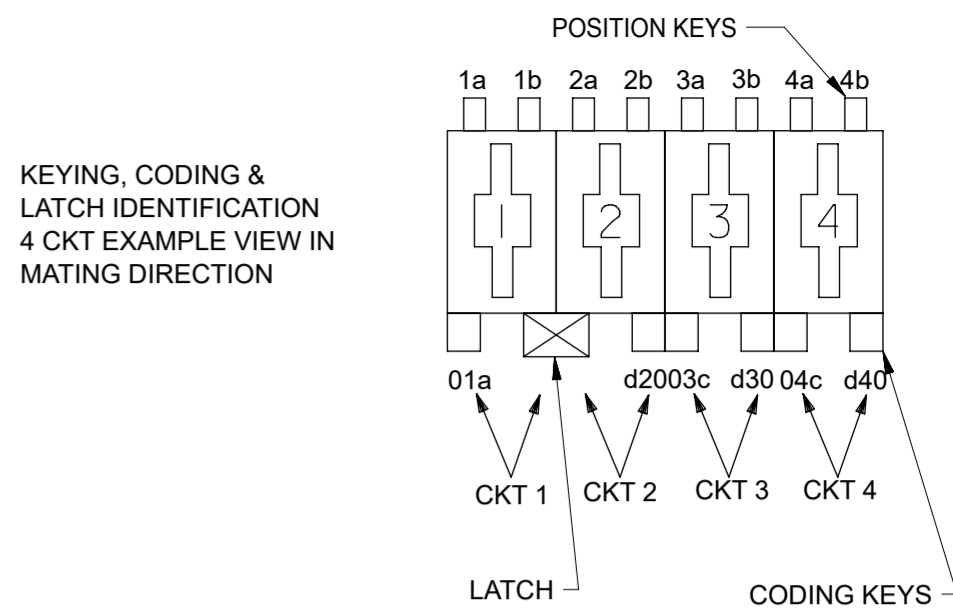 POSITION KEYS
1a 1b 2a 2b 3a 3b 4a 4b
KEYING, CODING &
LATCH IDENTIFICATION
4 CKT EXAMPLE VIEW IN
MATING DIRECTION
1 2 3 4
01a d2003c d30 04c d40
CKT 1 CKT 2 CKT 3 CKT 4
LATCH
CODING KEYS